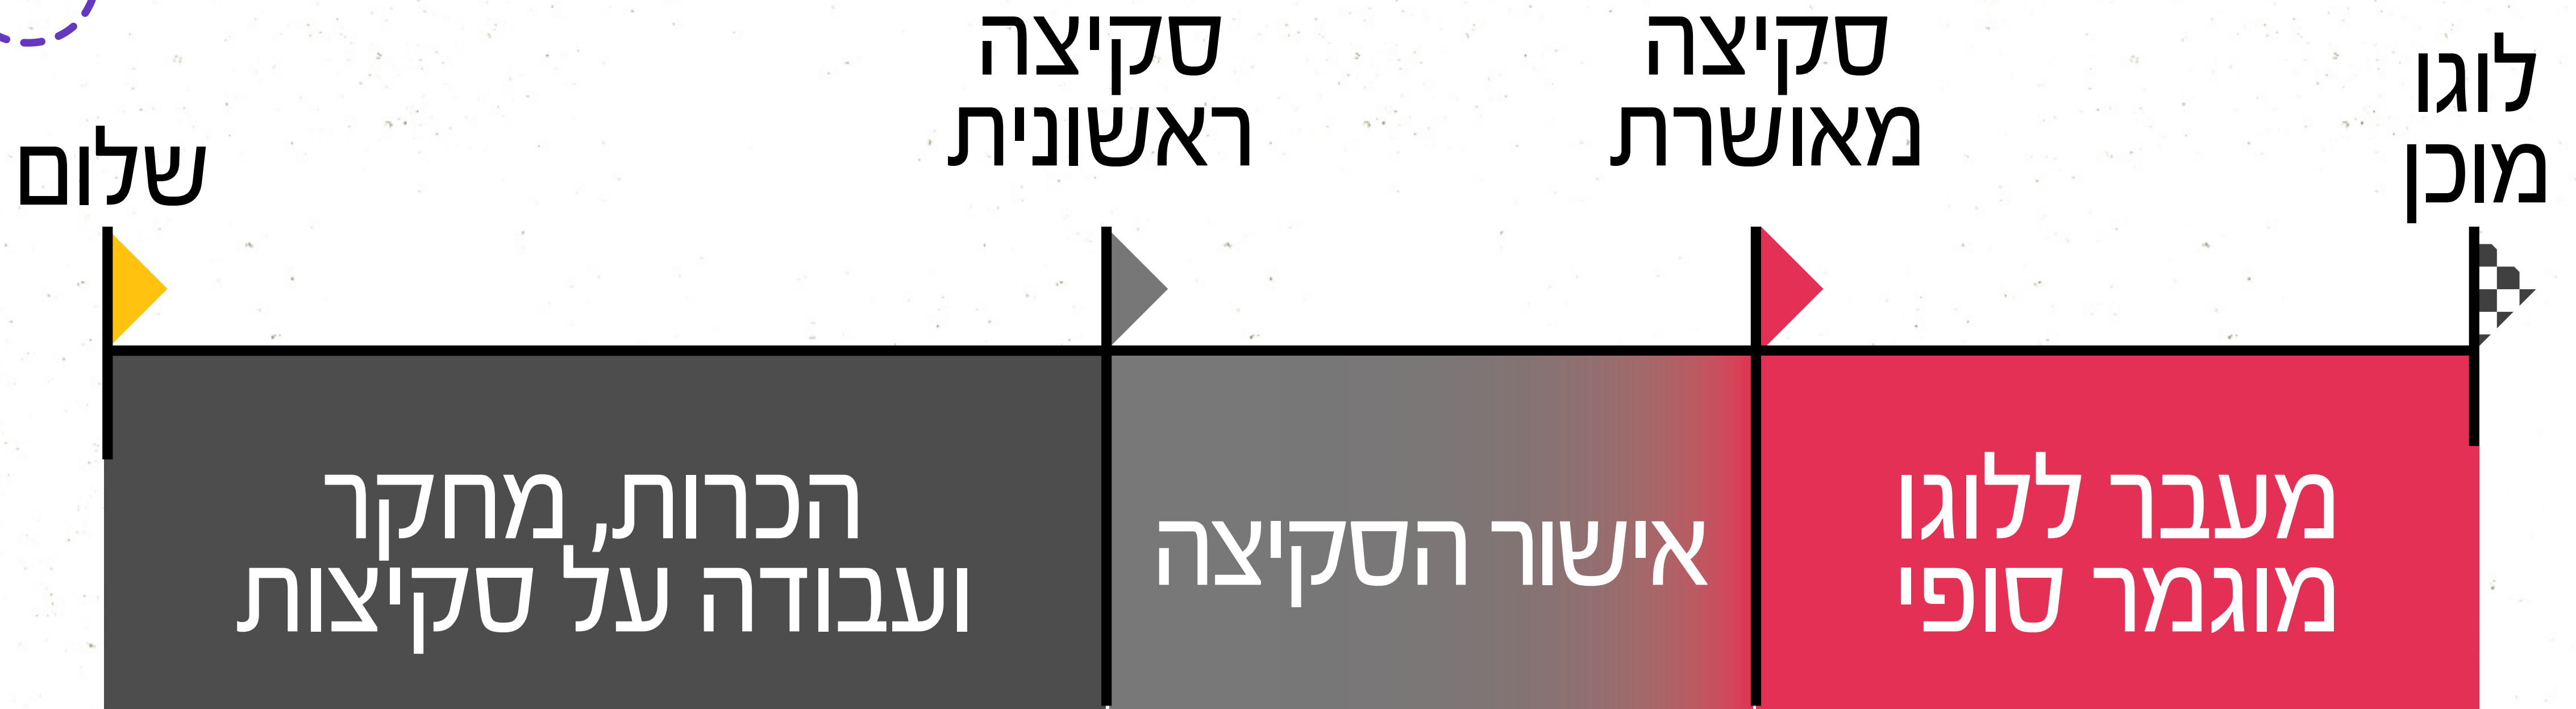 שלום
סקיצה
ראשונית
סקיצה
מאושרת
לוגו
מוכן
הכרות, מחקר
ועבודה על סקיצות
אישור הסקיצה
מעבר ללוגו
מוגמר סופי